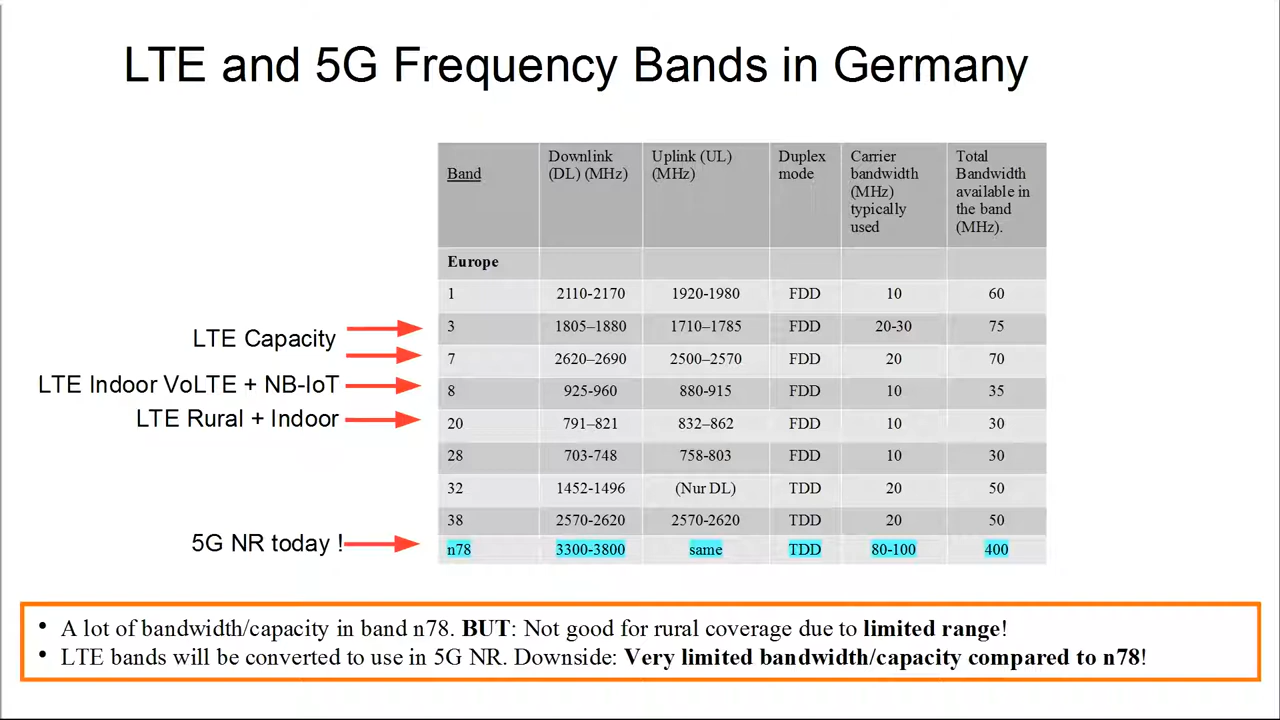 LTE and 5G Frequency Bands in Germany
Band Downlink (DL) (MHz) Uplink (UL) (MHz) Duplex mode Carrier bandwidth (MHz) typically used Total Bandwidth available in the band (MHz).
Europe
1 2110-2170 1920-1980 FDD 10 60
LTE Capacity
3 1805–1880 1710–1785 FDD 20-30 75
7 2620–2690 2500–2570 FDD 20 70
LTE Indoor VoLTE + NB-IoT
8 925-960 880-915 FDD 10 35
LTE Rural + Indoor
20 791–821 832–862 FDD 10 30
28 703-748 758-803 FDD 10 30
32 1452-1496 (Nur DL) TDD 20 50
38 2570-2620 2570-2620 TDD 20 50
5G NR today !
n78 3300-3800 same TDD 80-100 400
• A lot of bandwidth/capacity in band n78. BUT: Not good for rural coverage due to limited range!
• LTE bands will be converted to use in 5G NR. Downside: Very limited bandwidth/capacity compared to n78!